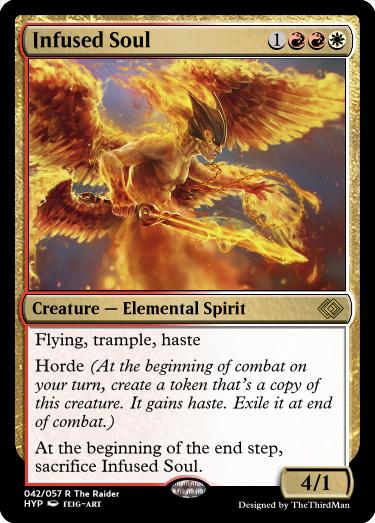 Infused Soul 1
Creature — Elemental Spirit
Flying, trample, haste
Horde (At the beginning of combat on
your turn, create a token that's a copy of
this creature. It gains haste. Exile it at end
of combat.)
At the beginning of the end step,
sacrifice Infused Soul.
4/1
042/057 R The Raider
HYP FEIG-ART
Designed by TheThirdMan